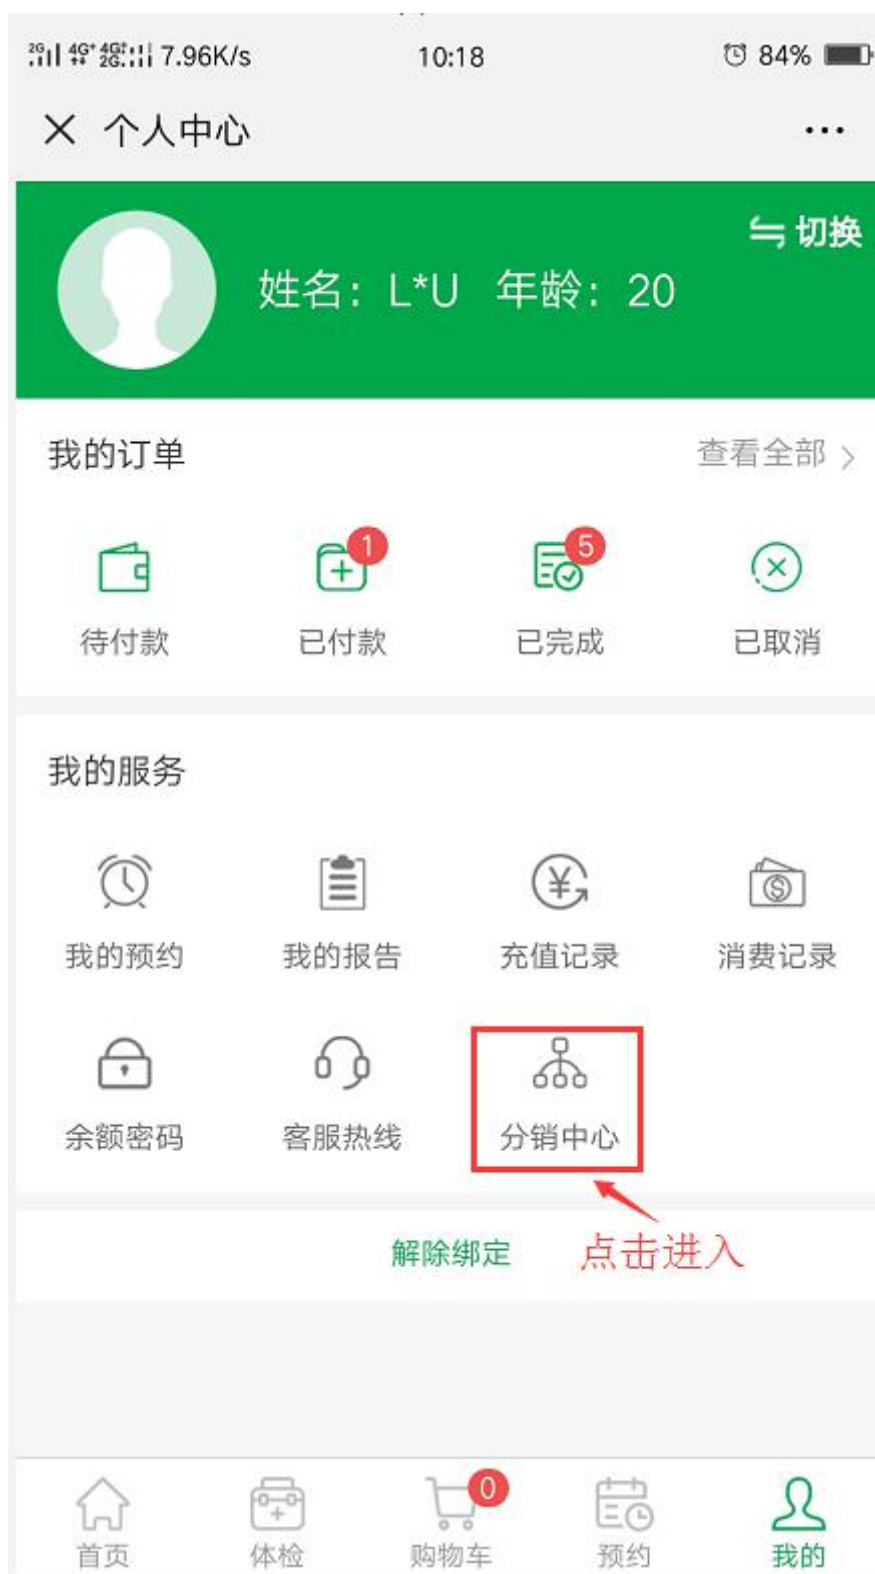 2G 4G+ 4G+ 2G 7.96K/s 10:18 84%
个人中心 ...
切换
姓名: L*U 年龄: 20
我的订单 查看全部 >
1 5
待付款 已付款 已完成 已取消
我的服务
我的预约 我的报告 充值记录 消费记录
余额密码 客服热线 分销中心
解除绑定 点击进入
0
首页 体检 购物车 预约 我的